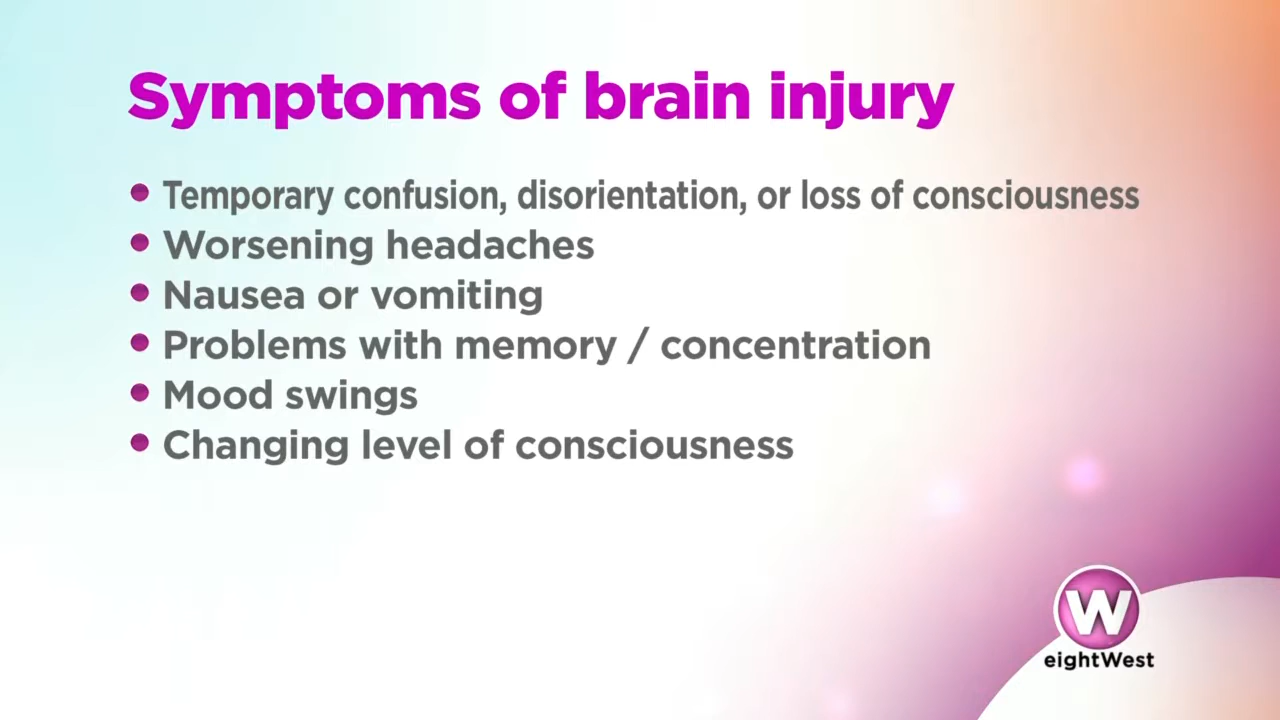 Symptoms of brain injury
• Temporary confusion, disorientation, or loss of consciousness
• Worsening headaches
• Nausea or vomiting
• Problems with memory / concentration
• Mood swings
• Changing level of consciousness
W
eightWest